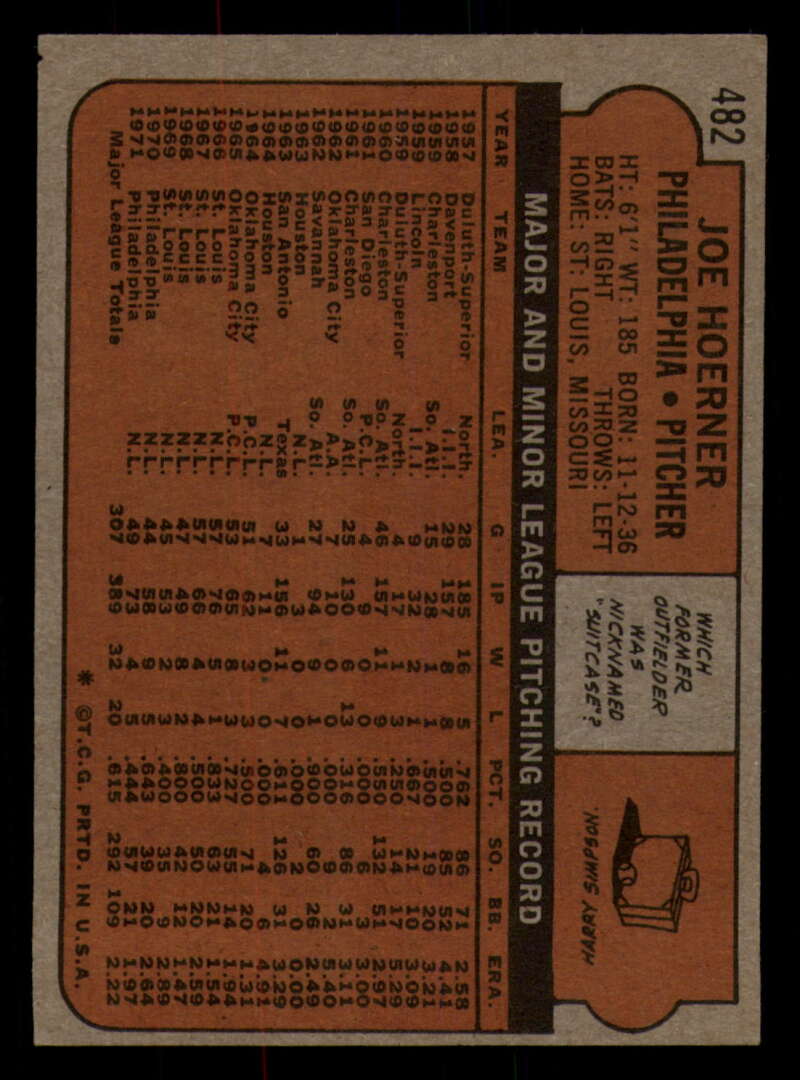 482
JOE HOERNER
PHILADELPHIA • PITCHER
HT: 6'1" WT: 185 BORN: 11-12-36
BATS: RIGHT THROWS: LEFT
HOME: ST. LOUIS, MISSOURI
WHICH
FORMER
OUTFIELDER
WAS
NICKNAMED
"SUITCASE"?
HARRY SIMPSON.
MAJOR AND MINOR LEAGUE PITCHING RECORD
YEAR TEAM LEA. G IP W L PCT. SO. BB. ERA.
1957 Duluth-Superior North. 28 185 16 5 .762 86 71 2.58
1958 Davenport I.I.I. 29 157 8 8 .500 85 52 4.41
1959 Charleston So. Atl. 15 28 1 1 .500 19 20 3.21
1959 Lincoln I.I.I. 9 32 2 1 .667 21 10 3.09
1959 Duluth-Superior North. 4 17 1 3 .250 14 17 5.29
1960 Charleston So. Atl. 46 157 11 9 .550 132 51 2.97
1961 San Diego P.C.L. 4 9 0 0 .000 6 3 3.00
1961 Charleston So. Atl. 25 130 6 13 .316 86 31 3.11
1962 Oklahoma City A.A. 7 10 0 0 .000 9 2 5.40
1962 Savannah So. Atl. 27 94 9 1 .900 60 26 2.49
1963 Houston N.L. 1 3 0 0 .000 2 0 0.00
1963 San Antonio Texas 33 156 11 7 .611 126 31 3.29
1964 Houston N.L. 7 11 0 0 .000 4 6 4.91
1964 Oklahoma City P.C.L. 51 62 3 3 .500 71 20 1.31
1965 Oklahoma City P.C.L. 53 65 8 3 .727 55 14 1.94
1966 St. Louis N.L. 57 76 5 1 .833 63 21 1.54
1967 St. Louis N.L. 57 66 4 4 .500 50 20 2.59
1968 St. Louis N.L. 47 49 8 2 .800 42 12 1.47
1969 St. Louis N.L. 45 53 2 3 .400 35 9 2.89
1970 Philadelphia N.L. 44 58 9 5 .643 39 20 2.64
1971 Philadelphia N.L. 49 73 4 5 .444 57 21 1.97
Major League Totals 307 389 32 20 .615 292 109 2.22
* ©T.C.G. PRTD. IN U.S.A.